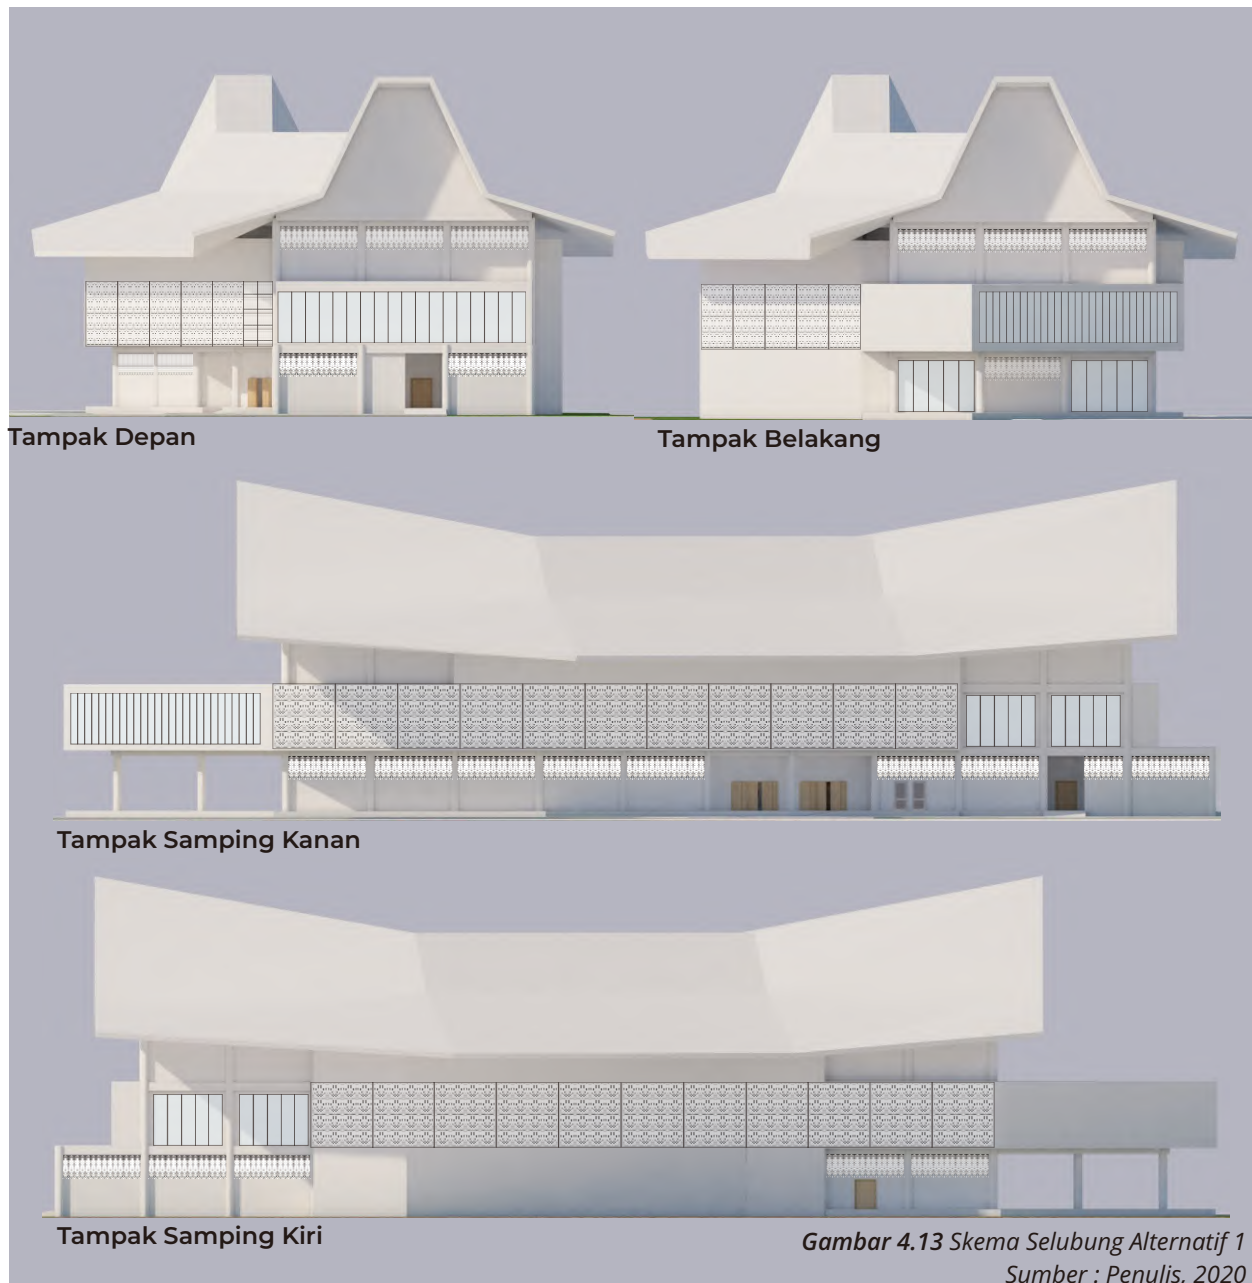 Tampak Depan
Tampak Belakang
Tampak Samping Kanan
Tampak Samping Kiri
Gambar 4.13 Skema Selubung Alternatif 1
Sumber : Penulis, 2020